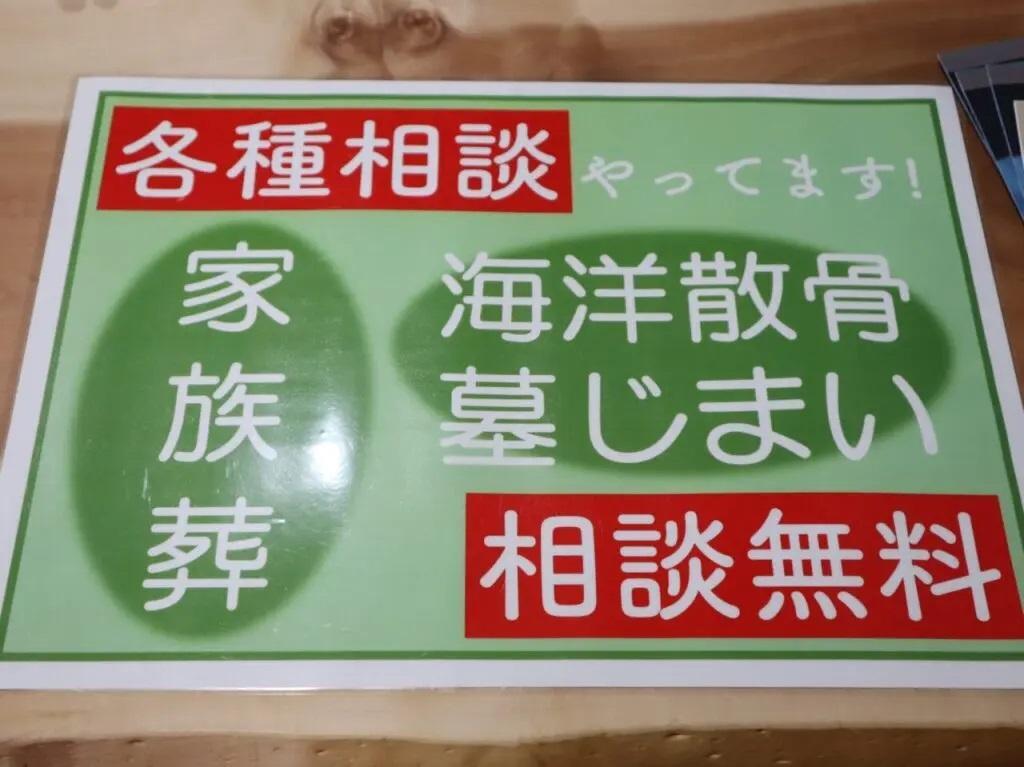 各種相談やってます!
家族葬
海洋散骨
墓じまい
相談無料